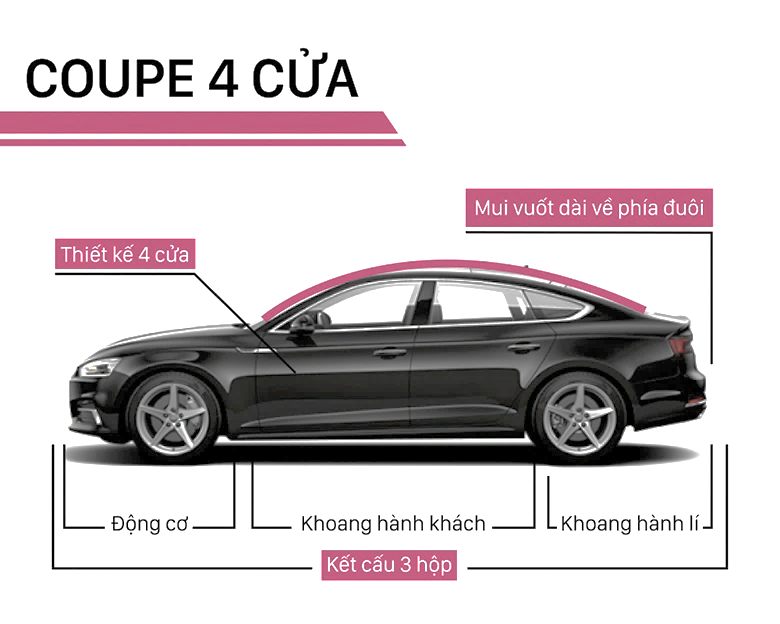 COUPE 4 CỬA
Mui vuốt dài về phía đuôi
Thiết kế 4 cửa
Động cơ
Khoang hành khách
Khoang hành lí
Kết cấu 3 hộp